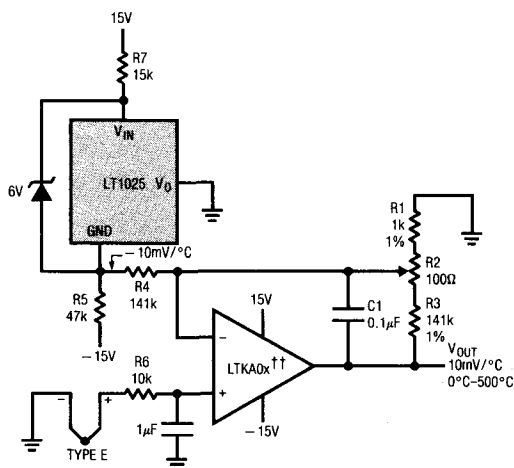 15V
R7
15k
VIN
LT1025 VO
6V
GND
–10mV/°C
R4
141k
R5
47k
–15V
R1
1k
1%
R2
100Ω
R3
141k
1%
C1
0.1μF
15V
–
LTKA0x††
+
–15V
VOUT
10mV/°C
0°C–500°C
R6
10k
– +
1μF
TYPE E